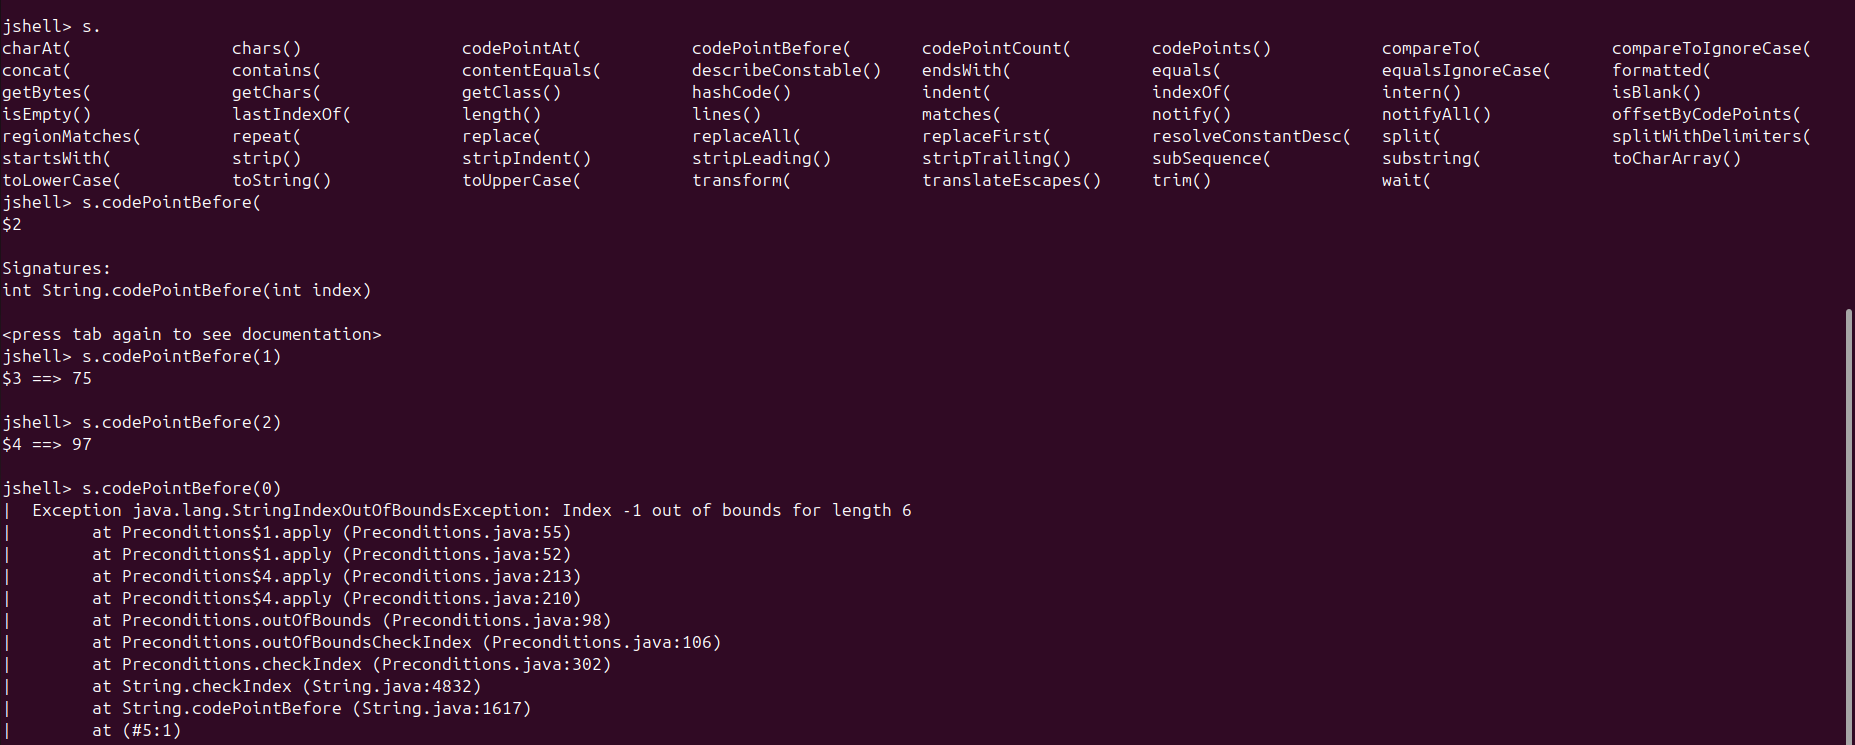 jshell> s.
charAt( chars() codePointAt( codePointBefore( codePointCount( codePoints() compareTo( compareToIgnoreCase(
concat( contains( contentEquals( describeConstable() endsWith( equals( equalsIgnoreCase( formatted(
getBytes( getChars( getClass() hashCode() indent( indexOf( intern() isBlank()
isEmpty() lastIndexOf( length() lines() matches( notify() notifyAll() offsetByCodePoints(
regionMatches( repeat( replace( replaceAll( replaceFirst( resolveConstantDesc( split( splitWithDelimiters(
startsWith( strip() stripIndent() stripLeading() stripTrailing() subSequence( substring( toCharArray()
toLowerCase( toString() toUpperCase( transform( translateEscapes() trim() wait(
jshell> s.codePointBefore(
$2
Signatures:
int String.codePointBefore(int index)
<press tab again to see documentation>
jshell> s.codePointBefore(1)
$3 ==> 75
jshell> s.codePointBefore(2)
$4 ==> 97
jshell> s.codePointBefore(0)
|  Exception java.lang.StringIndexOutOfBoundsException: Index -1 out of bounds for length 6
|        at Preconditions$1.apply (Preconditions.java:55)
|        at Preconditions$1.apply (Preconditions.java:52)
|        at Preconditions$4.apply (Preconditions.java:213)
|        at Preconditions$4.apply (Preconditions.java:210)
|        at Preconditions.outOfBounds (Preconditions.java:98)
|        at Preconditions.outOfBoundsCheckIndex (Preconditions.java:106)
|        at Preconditions.checkIndex (Preconditions.java:302)
|        at String.checkIndex (String.java:4832)
|        at String.codePointBefore (String.java:1617)
|        at (#5:1)